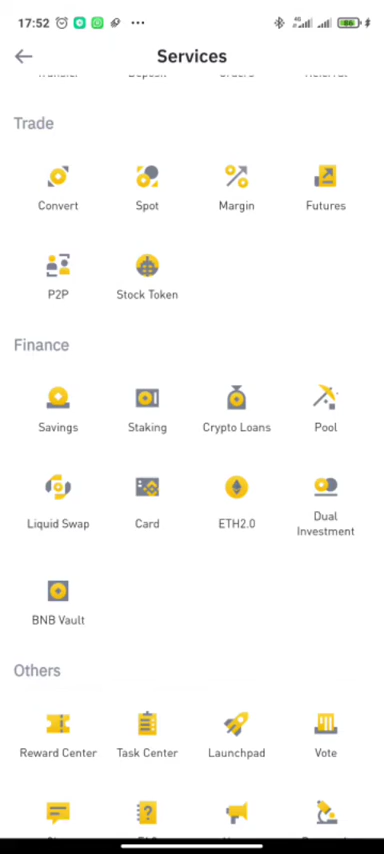 17:52
Services
Trade
Convert Spot Margin Futures
P2P Stock Token
Finance
Savings Staking Crypto Loans Pool
Liquid Swap Card ETH2.0 Dual Investment
BNB Vault
Others
Reward Center Task Center Launchpad Vote